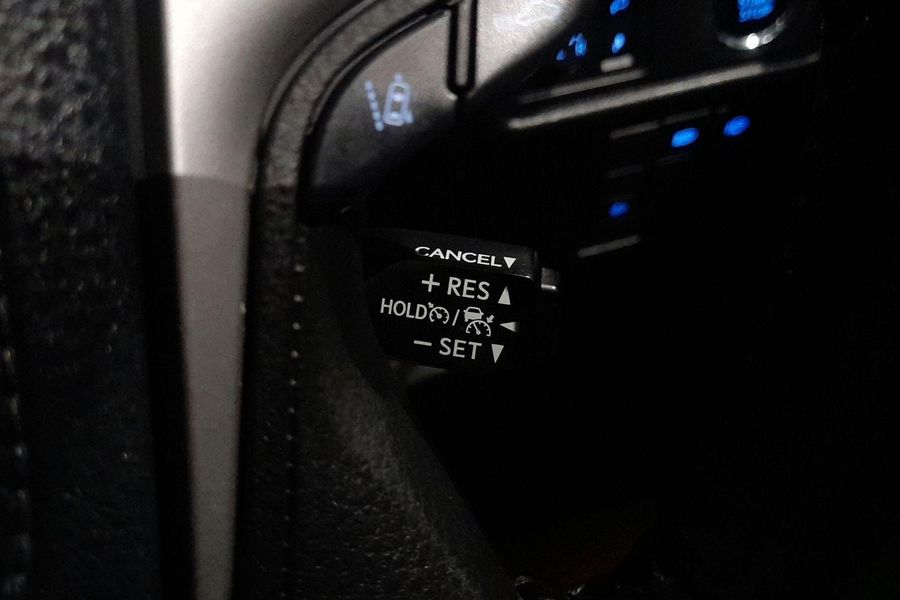 CANCEL▼
+ RES ▲
HOLD /
− SET ▼